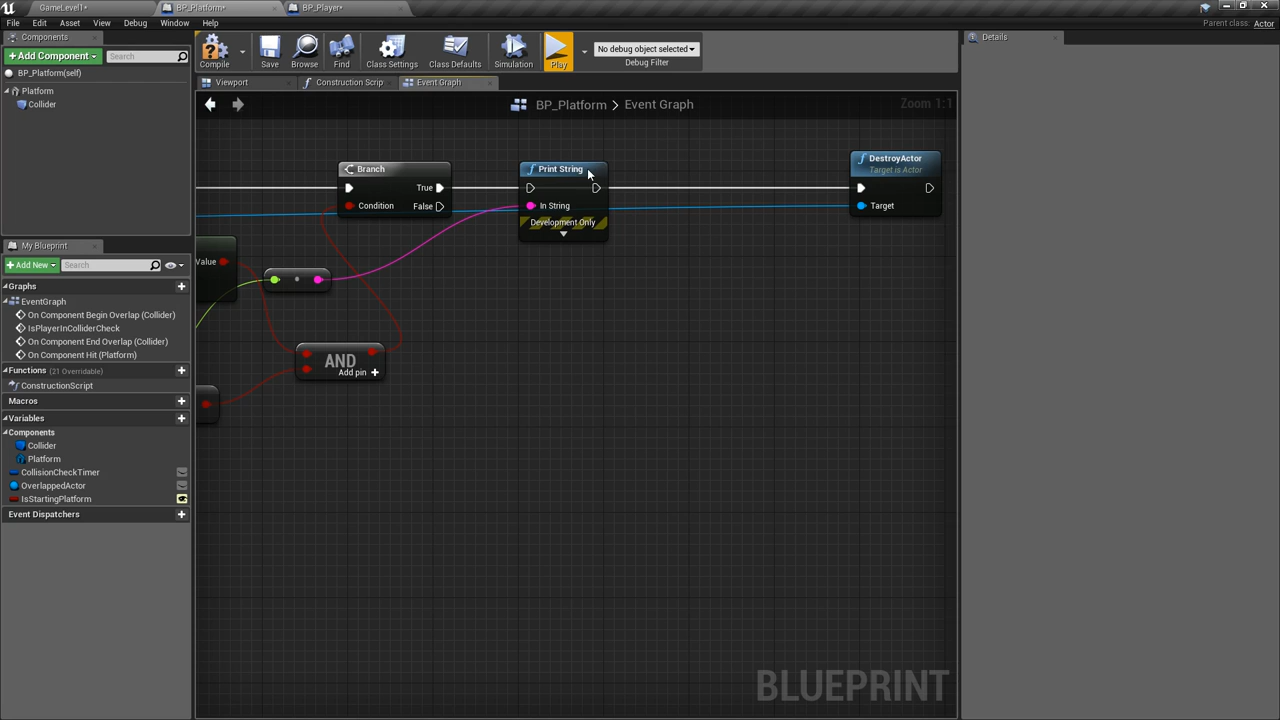 GameLevel1*
BP_Platform*
BP_Player*
File Edit Asset View Debug Window Help
Parent class: Actor
Components
Details
+ Add Component
Search
BP_Platform(self)
Platform
Collider
Compile
Save
Browse
Find
Class Settings
Class Defaults
Simulation
Play
No debug object selected
Debug Filter
Viewport
Construction Scrip
Event Graph
BP_Platform > Event Graph
Zoom 1:1
Branch
True
Condition
False
Print String
In String
Development Only
DestroyActor
Target is Actor
Target
Value
AND
Add pin +
My Blueprint
+ Add New
Search
Graphs
EventGraph
On Component Begin Overlap (Collider)
IsPlayerInColliderCheck
On Component End Overlap (Collider)
On Component Hit (Platform)
Functions (21 Overridable)
ConstructionScript
Macros
Variables
Components
Collider
Platform
CollisionCheckTimer
OverlappedActor
IsStartingPlatform
Event Dispatchers
BLUEPRINT